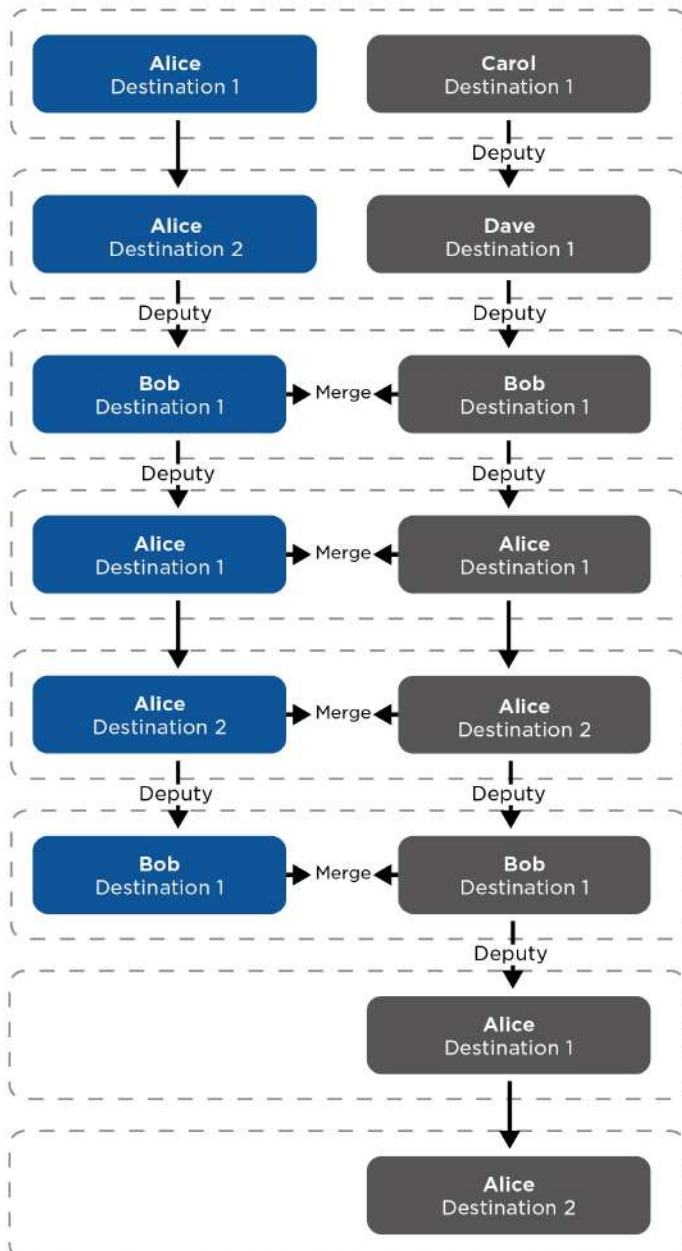 Alice
Destination 1
Carol
Destination 1
Deputy
Alice
Destination 2
Dave
Destination 1
Deputy
Deputy
Bob
Destination 1
Merge
Bob
Destination 1
Deputy
Deputy
Alice
Destination 1
Merge
Alice
Destination 1
Alice
Destination 2
Merge
Alice
Destination 2
Deputy
Deputy
Bob
Destination 1
Merge
Bob
Destination 1
Deputy
Alice
Destination 1
Alice
Destination 2